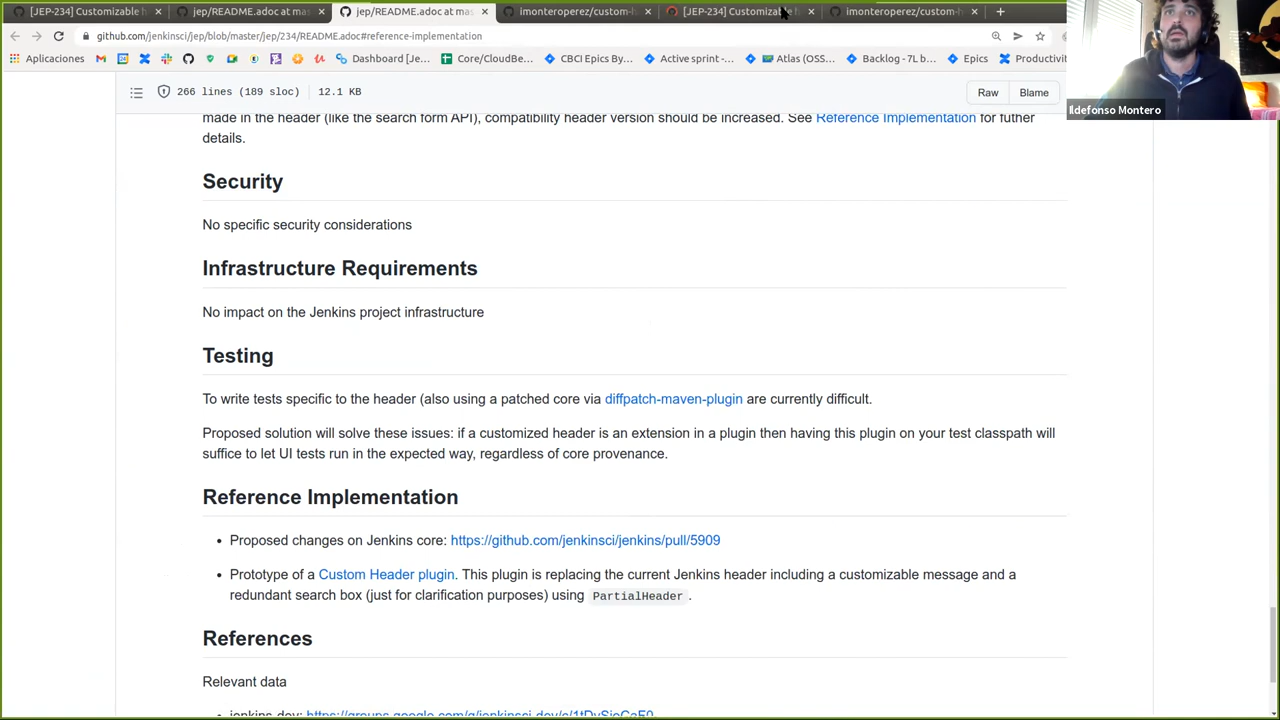 [JEP-234] Customizable h
jep/README.adoc at mas
jep/README.adoc at mas
imonteroperez/custom-h
[JEP-234] Customizable h
imonteroperez/custom-h
github.com/jenkinsci/jep/blob/master/jep/234/README.adoc#reference-implementation
Aplicaciones
Dashboard [Je...
Core/CloudBe...
CBCI Epics By...
Active sprint -...
Atlas (OSS...
Backlog - 7L b...
Epics
Productivit
266 lines (189 sloc) 12.1 KB
Raw
Blame
Ildefonso Montero
made in the header (like the search form API), compatibility header version should be increased. See Reference Implementation for futher
details.
Security
No specific security considerations
Infrastructure Requirements
No impact on the Jenkins project infrastructure
Testing
To write tests specific to the header (also using a patched core via diffpatch-maven-plugin are currently difficult.
Proposed solution will solve these issues: if a customized header is an extension in a plugin then having this plugin on your test classpath will
suffice to let UI tests run in the expected way, regardless of core provenance.
Reference Implementation
• Proposed changes on Jenkins core: https://github.com/jenkinsci/jenkins/pull/5909
• Prototype of a Custom Header plugin. This plugin is replacing the current Jenkins header including a customizable message and a
redundant search box (just for clarification purposes) using PartialHeader.
References
Relevant data
• jenkins-dev: